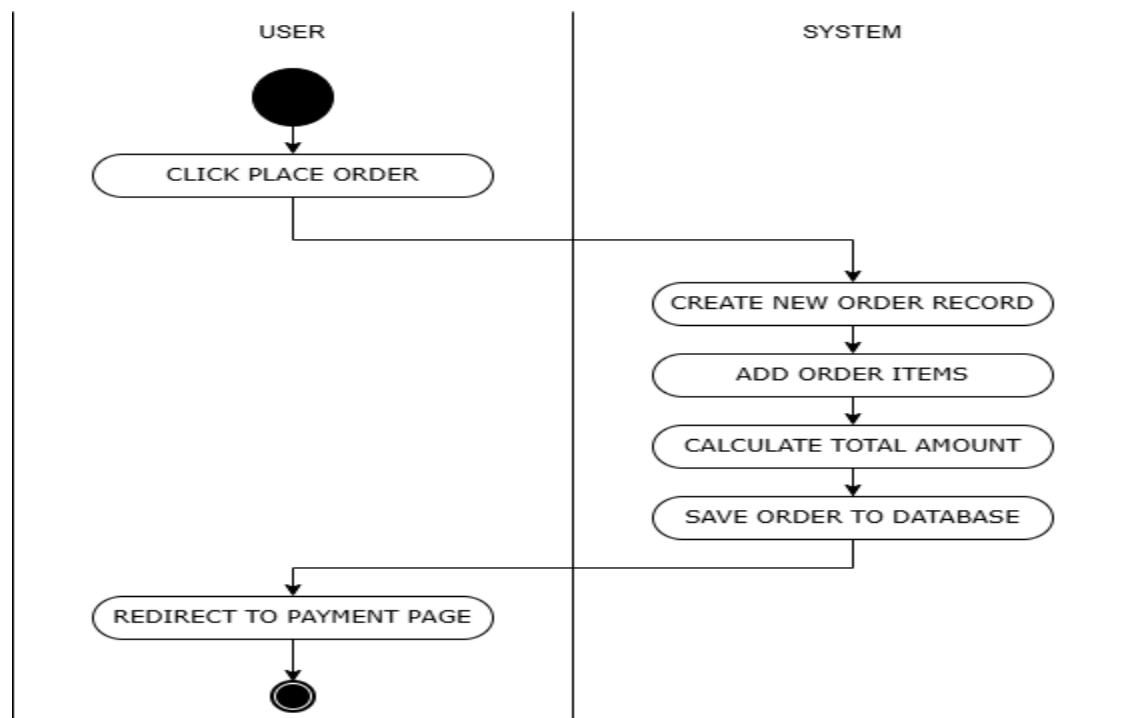 USER
SYSTEM
CLICK PLACE ORDER
CREATE NEW ORDER RECORD
ADD ORDER ITEMS
CALCULATE TOTAL AMOUNT
SAVE ORDER TO DATABASE
REDIRECT TO PAYMENT PAGE